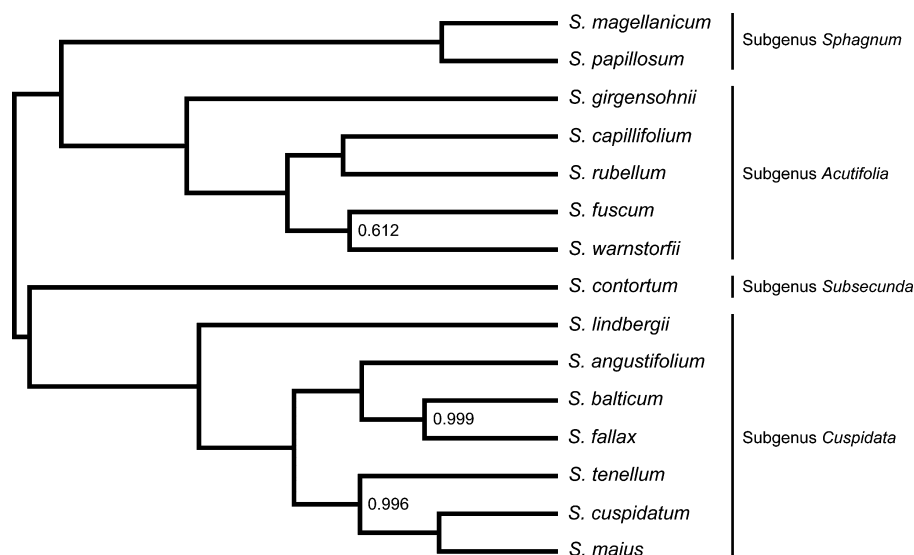 S. magellanicum
S. papillosum
Subgenus Sphagnum
S. girgensohnii
S. capillifolium
S. rubellum
S. fuscum
S. warnstorfii
0.612
Subgenus Acutifolia
S. contortum
Subgenus Subsecunda
S. lindbergii
S. angustifolium
S. balticum
S. fallax
0.999
S. tenellum
0.996
S. cuspidatum
S. majus
Subgenus Cuspidata